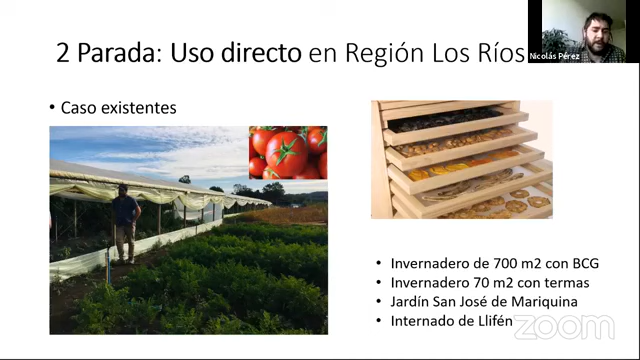 2 Parada: Uso directo en Región Los Ríos
Nicolás Pérez
• Caso existentes
• Invernadero de 700 m2 con BCG
• Invernadero 70 m2 con termas
• Jardín San José de Mariquina
• Internado de Llifén
zoom